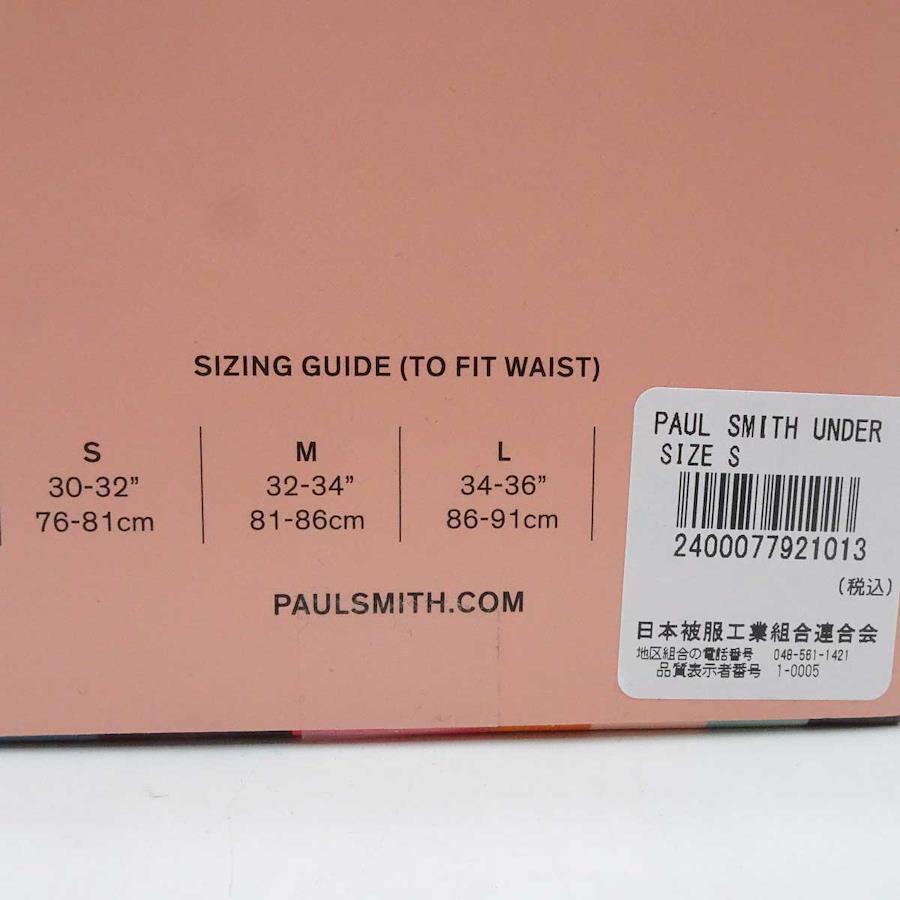 SIZING GUIDE (TO FIT WAIST)
S
30-32”
76-81cm
M
32-34”
81-86cm
L
34-36”
86-91cm
PAULSMITH.COM
PAUL SMITH UNDER
SIZE S
2400077921013
(税込)
日本被服工業組合連合会
地区組合の電話番号 048-561-1421
品質表示者番号 1-0005